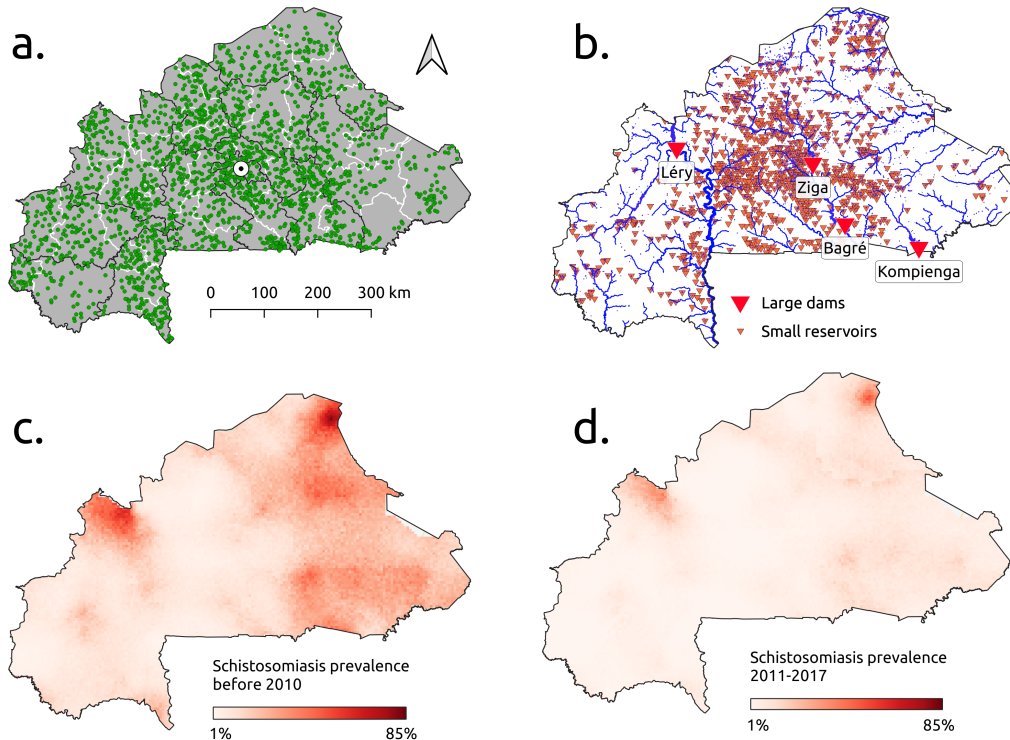 a.
0 100 200 300 km
b.
Léry
Ziga
Bagré
Kompienga
Large dams
Small reservoirs
c.
Schistosomiasis prevalence
before 2010
1% 85%
d.
Schistosomiasis prevalence
2011-2017
1% 85%